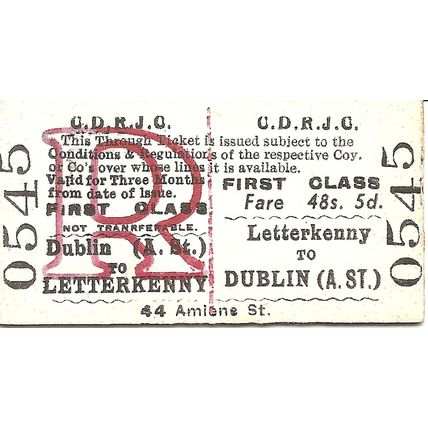 0545
C.D.R.J.C. C.D.R.J.C.
This Through Ticket is issued subject to the
Conditions & Regulations of the respective Coy.
or Co's over whose lines it is available.
Valid for Three Months
from date of Issue.
FIRST CLASS
NOT TRANRFERABLE.
Dublin (A. St.)
TO
LETTERKENNY
R
FIRST CLASS
Fare 48s. 5d.
Letterkenny
TO
DUBLIN (A. ST.)
44 Amiens St.
0545